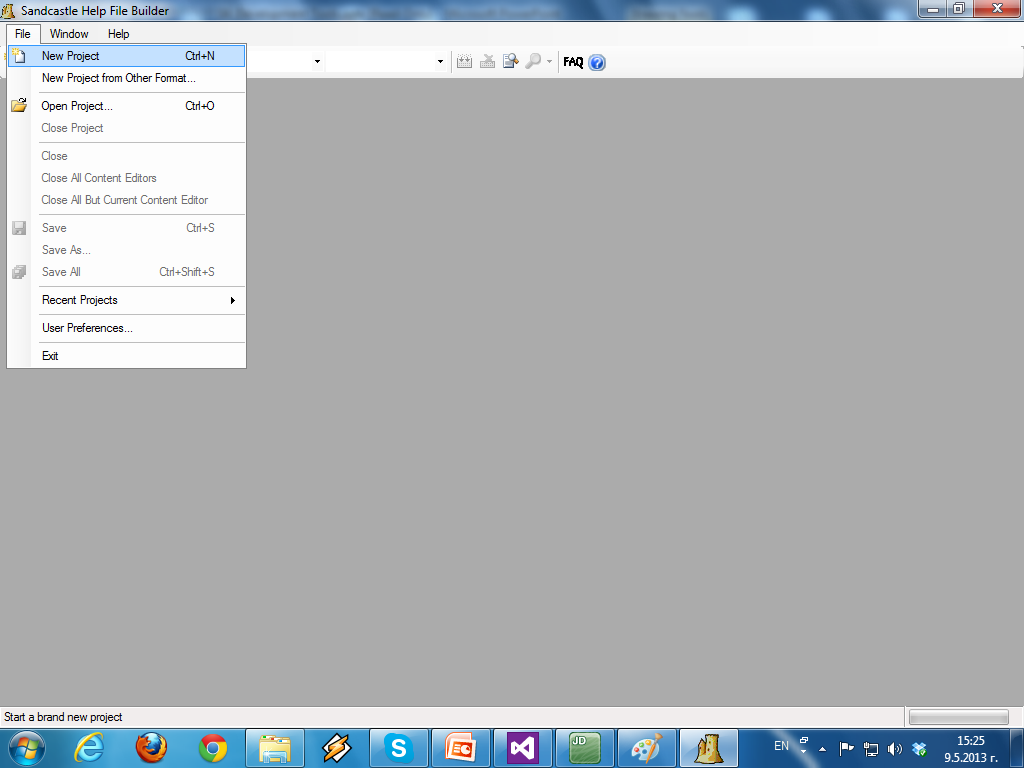 Sandcastle Help File Builder
File Window Help
New Project Ctrl+N
FAQ
New Project from Other Format...
Open Project... Ctrl+O
Close Project
Close
Close All Content Editors
Close All But Current Content Editor
Save Ctrl+S
Save As...
Save All Ctrl+Shift+S
Recent Projects
User Preferences...
Exit
Start a brand new project
JD
EN
15:25
9.5.2013 г.